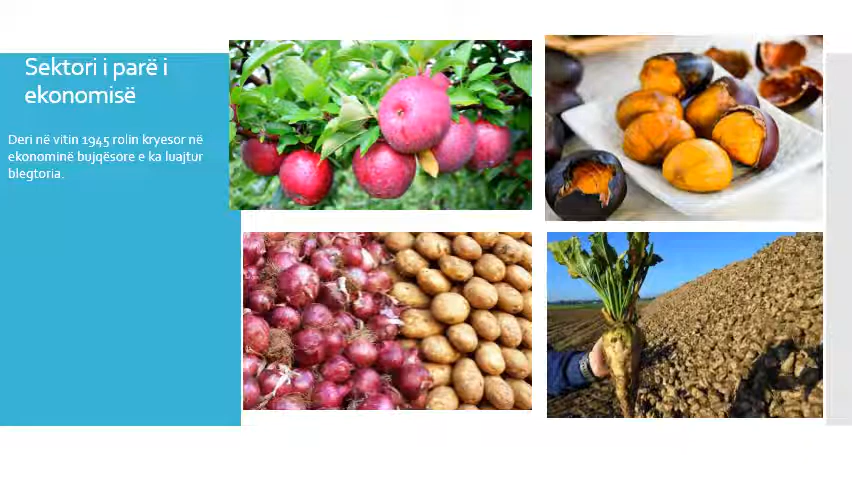 Sektori i parë i
ekonomisë
Deri në vitin 1945 rolin kryesor në
ekonominë bujqësore e ka luajtur
blegtoria.